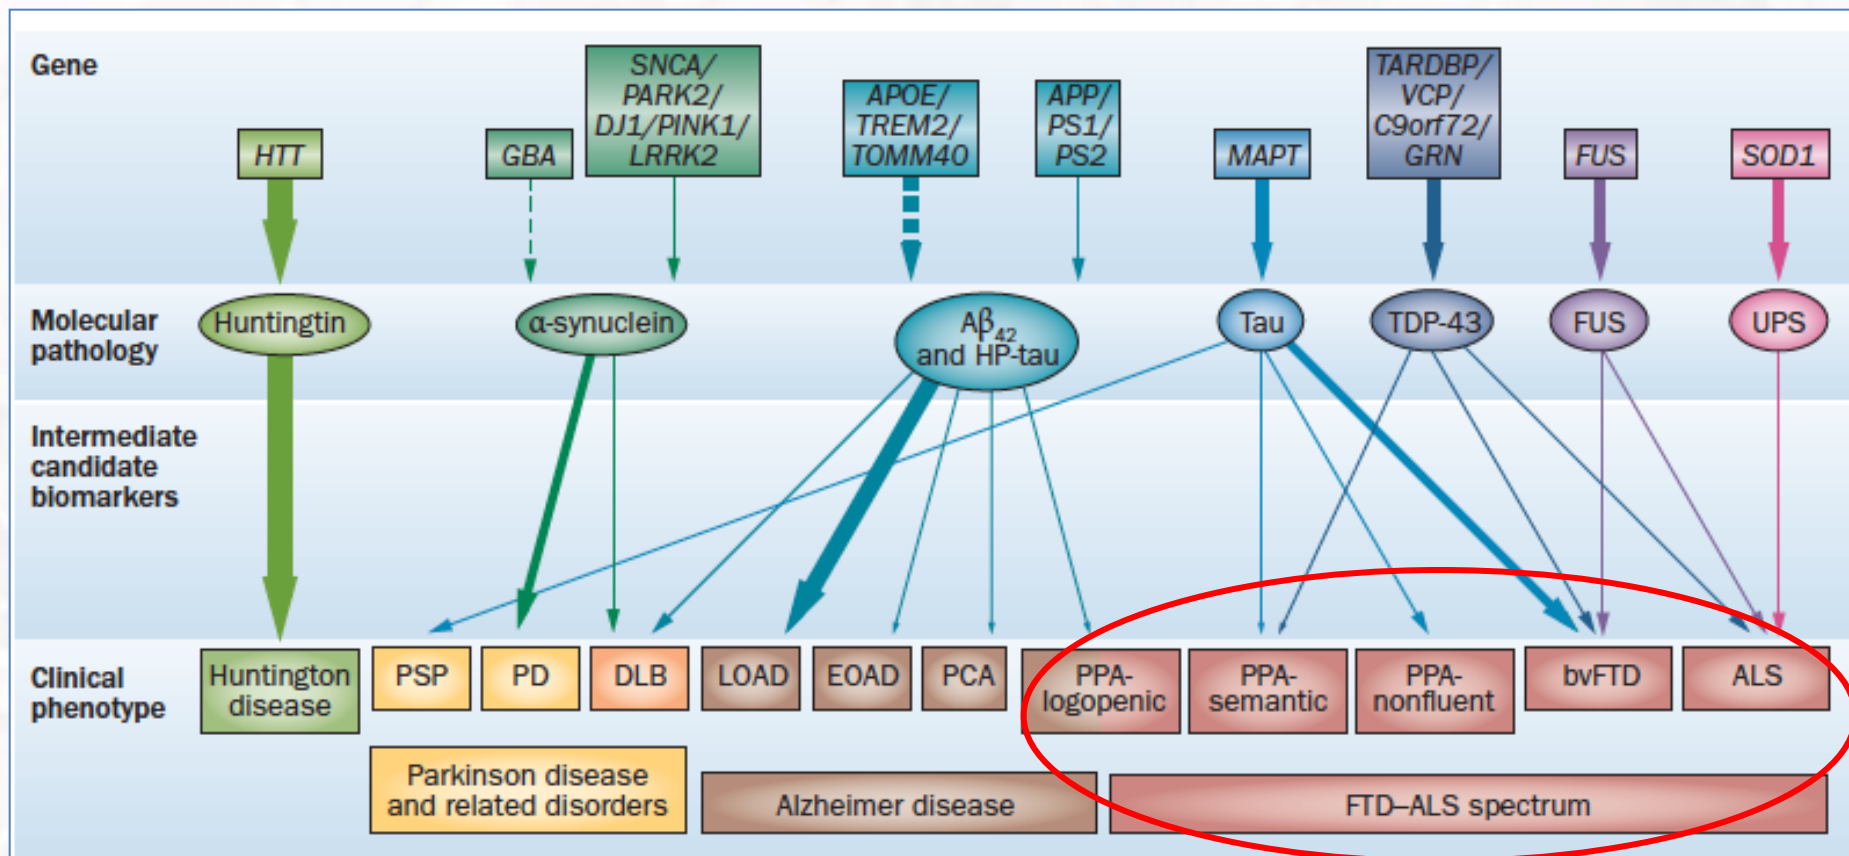 Gene
HTT
GBA
SNCA/
PARK2/
DJ1/PINK1/
LRRK2
APOE/
TREM2/
TOMM40
APP/
PS1/
PS2
MAPT
TARDBP/
VCP/
C9orf72/
GRN
FUS
SOD1
Molecular
pathology
Huntingtin
α-synuclein
Aβ₄₂
and HP-tau
Tau
TDP-43
FUS
UPS
Intermediate
candidate
biomarkers
Clinical
phenotype
Huntington
disease
PSP
PD
DLB
LOAD
EOAD
PCA
PPA-
logopenic
PPA-
semantic
PPA-
nonfluent
bvFTD
ALS
Parkinson disease
and related disorders
Alzheimer disease
FTD–ALS spectrum